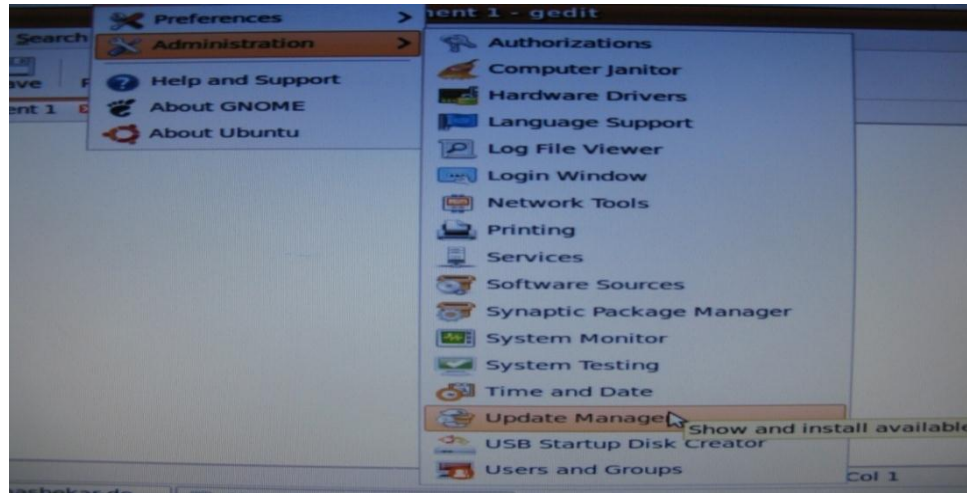 ment 1 - gedit
Preferences
Search
Administration
ave
Help and Support
ent 1
About GNOME
About Ubuntu
Authorizations
Computer Janitor
Hardware Drivers
Language Support
Log File Viewer
Login Window
Network Tools
Printing
Services
Software Sources
Synaptic Package Manager
System Monitor
System Testing
Time and Date
Update Manager
Show and install available
USB Startup Disk Creator
Users and Groups
Col 1